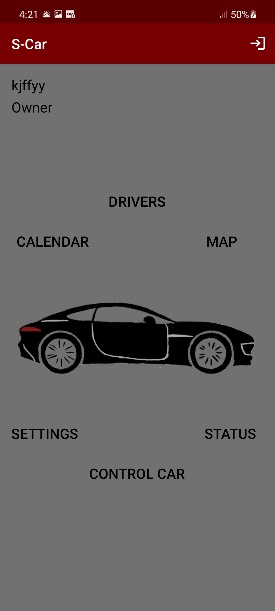 4:21 50%
S-Car
kjffyy
Owner
DRIVERS
CALENDAR MAP
SETTINGS STATUS
CONTROL CAR